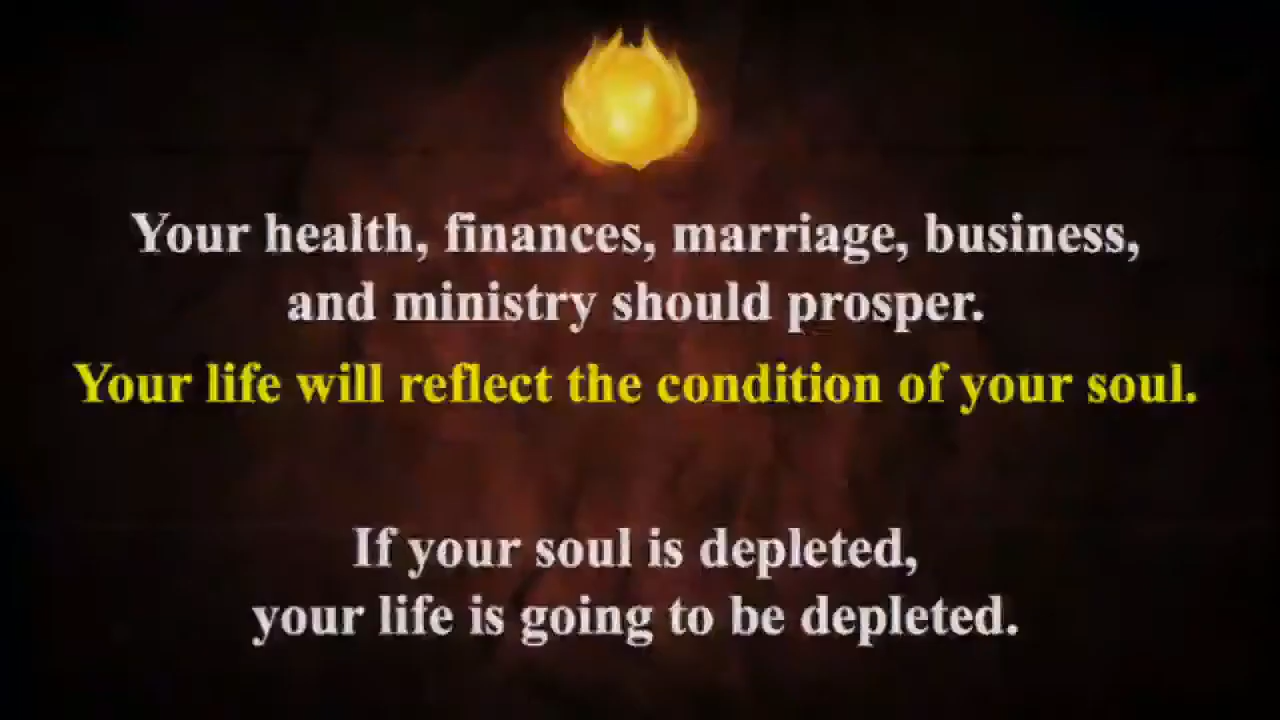 Your health, finances, marriage, business,
and ministry should prosper.
Your life will reflect the condition of your soul.
If your soul is depleted,
your life is going to be depleted.